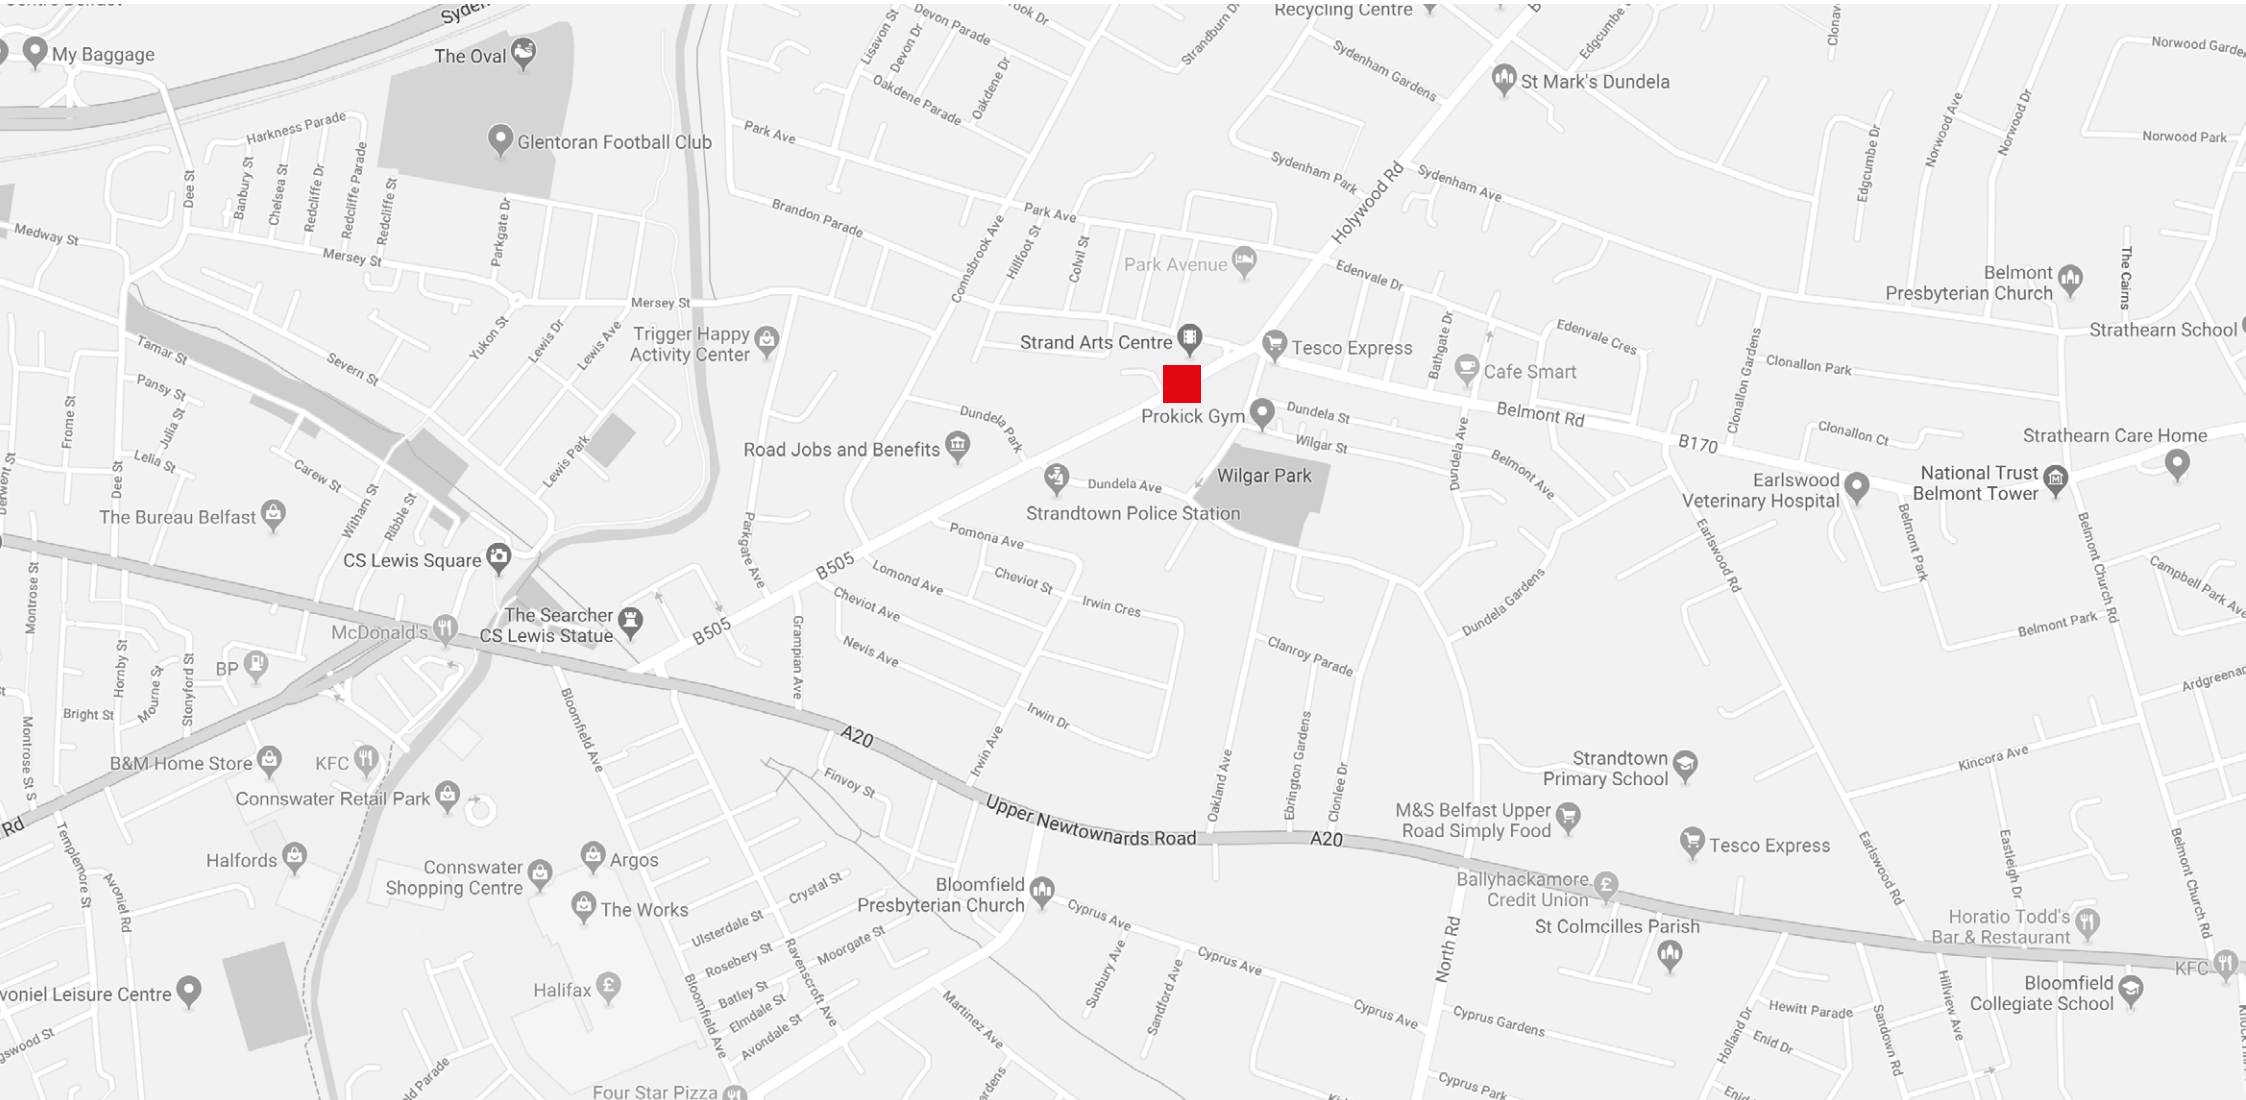 My Baggage
The Oval
Lisavon St
Devon Parade
Devon Dr
Oakdene Parade
Oakdene Dr
Strandburn Dr
Recycling Centre
Sydenham Gardens
St Mark's Dundela
Norwood Ave
Norwood Dr
Norwood Park
Edgcumbe Dr
Harkness Parade
Glentoran Football Club
Park Ave
Sydenham Park
Sydenham Ave
Holywood Rd
Dee St
Banbury St
Chelsea St
Redcliffe Dr
Redcliffe Parade
Redcliffe St
Parkgate Dr
Brandon Parade
Park Ave
Connsbrook Ave
Hillfoot St
Colvil St
Park Avenue
Edenvale Dr
Medway St
Mersey St
Mersey St
Belmont
Presbyterian Church
The Cairns
Strathearn School
Yukon St
Lewis Dr
Lewis Ave
Trigger Happy
Activity Center
Strand Arts Centre
Tesco Express
Bathgate Dr
Edenvale Cres
Cafe Smart
Clonallon Gardens
Clonallon Park
Tamar St
Severn St
Pansy St
Julia St
Frome St
Lelia St
Dee St
Carew St
Witham St
Ribble St
Lewis Park
Road Jobs and Benefits
Dundela Park
Prokick Gym
Dundela St
Wilgar St
Wilgar Park
Dundela Ave
Belmont Rd
Belmont Ave
B170
Clonallon Ct
Strathearn Care Home
Earlswood
Veterinary Hospital
National Trust
Belmont Tower
Dundela Ave
Strandtown Police Station
The Bureau Belfast
CS Lewis Square
Parkgate Ave
Pomona Ave
B505
Lomond Ave
Cheviot St
Irwin Cres
Cheviot Ave
Nevis Ave
Dundela Gardens
Earlswood Rd
Belmont Park
Belmont Church Rd
Belmont Park
Montrose St
The Searcher
CS Lewis Statue
McDonald's
B505
Grampian Ave
BP
Hornby St
Mourne St
Stonyford St
Bright St
Montrose St S
Clanroy Parade
Irwin Dr
Irwin Ave
Bloomfield Ave
A20
Finvoy St
Upper Newtownards Road
Oakland Ave
Ebrington Gardens
Clonlee Dr
A20
B&M Home Store
KFC
Connswater Retail Park
Strandtown
Primary School
M&S Belfast Upper
Road Simply Food
Tesco Express
Kincora Ave
Rd
Templemore St
Avoniel Rd
Halfords
Connswater
Shopping Centre
Argos
The Works
Crystal St
Ulsterdale St
Rosebery St
Moorgate St
Batley St
Elmdale St
Avondale St
Ravenscroft Ave
Bloomfield Ave
Bloomfield
Presbyterian Church
Cyprus Ave
Cyprus Ave
Cyprus Ave
Sunbury Ave
Sandford Ave
Martinez Ave
North Rd
Ballyhackamore
Credit Union
St Colmcilles Parish
Earlswood Rd
Eastleigh Dr
Belmont Church Rd
Horatio Todd's
Bar & Restaurant
KFC
Bloomfield
Collegiate School
Hillview Ave
Sandown Rd
Hewitt Parade
Holland Dr
Enid Dr
Cyprus Gardens
Cyprus Park
Halifax
Four Star Pizza